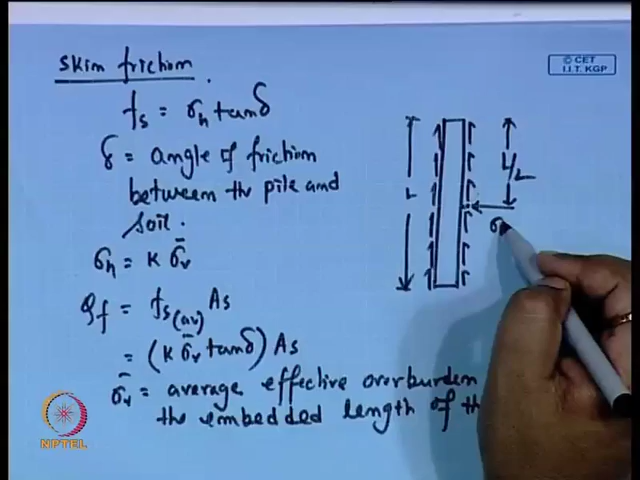 Skin friction.
© CET
I.I.T. KGP
fs = σh tanδ
δ = angle of friction
between the pile and
soil.
σh = K σ̄v
Qf = fs(av) As
= (K σ̄v tanδ) As
σ̄v = average effective overburden
the embedded length of th
L
L/2
σ
NPTEL